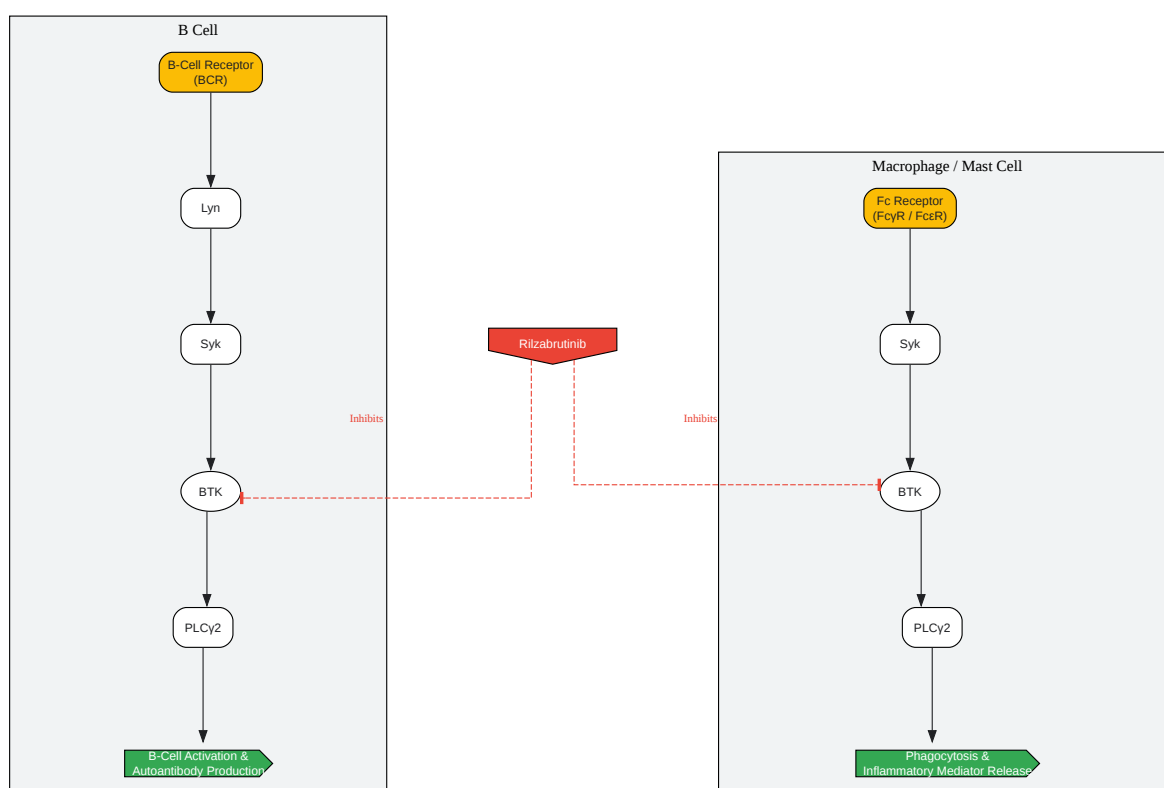 B Cell
B-Cell Receptor
(BCR)
Lyn
Syk
BTK
PLCγ2
B-Cell Activation &
Autoantibody Production
Rilzabrutinib
Inhibits
Inhibits
Macrophage / Mast Cell
Fc Receptor
(FcγR / FcεR)
Syk
BTK
PLCγ2
Phagocytosis &
Inflammatory Mediator Release